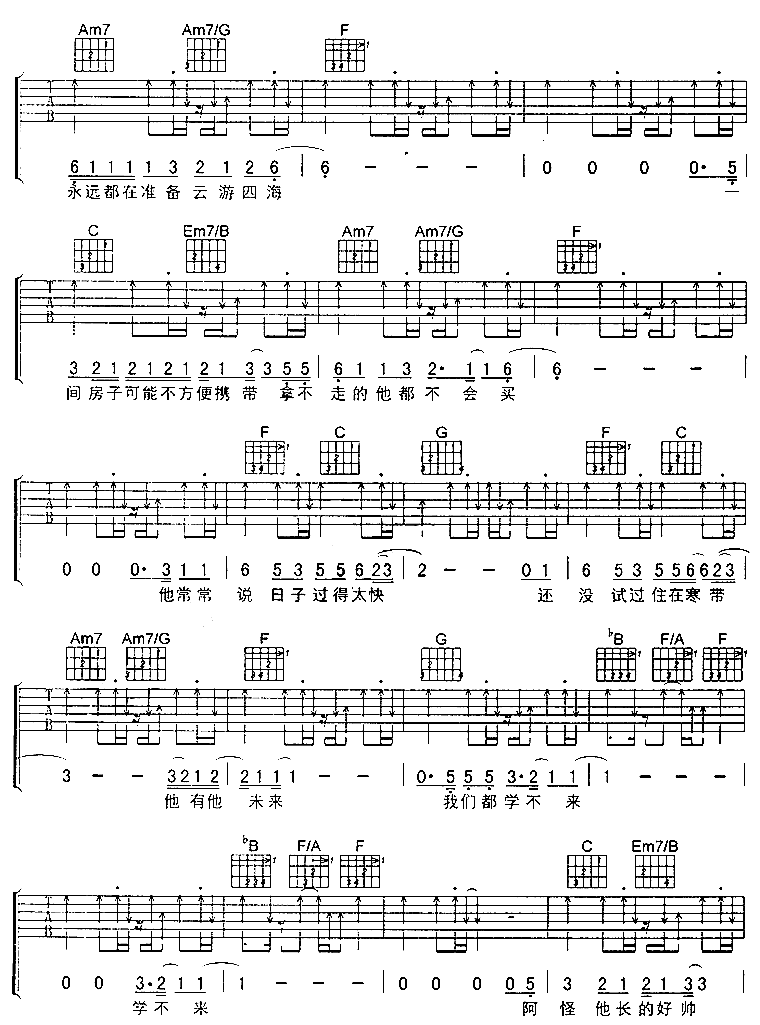 Am7 Am7/G F
6 1 1 1 1 3 2 1 2 6 | 6 - - - | 0 0 0 0· 5
永远都在准备云游四海 一
C Em7/B Am7 Am7/G F
3 2 1 2 1 2 1 2 1 3 3 5 5 | 6 1 1 3 2· 1 1 6 | 6 - - - |
间房子可能不方便携带 拿不走的他都不会买
F C G F C
0 0 0· 3 1 1 | 6 5 3 5 5 6 2 3 | 2 - - 0 1 | 6 5 3 5 5 6 6 2 3 |
他常常说日子过得太快 还没试过住在寒带
Am7 Am7/G F G ♭B F/A F
3 - - 3 2 1 2 | 2 1 1 1 1 - - | 0· 5 5 5 3· 2 1 1 | 1 - - - |
他有他未来 我们都学不来
♭B F/A F C Em7/B
0 0 3· 2 1 1 | 1 - - - | 0 0 0 0 5 | 3 2 1 2 1 3 3 |
学不来 阿怪他长的好帅